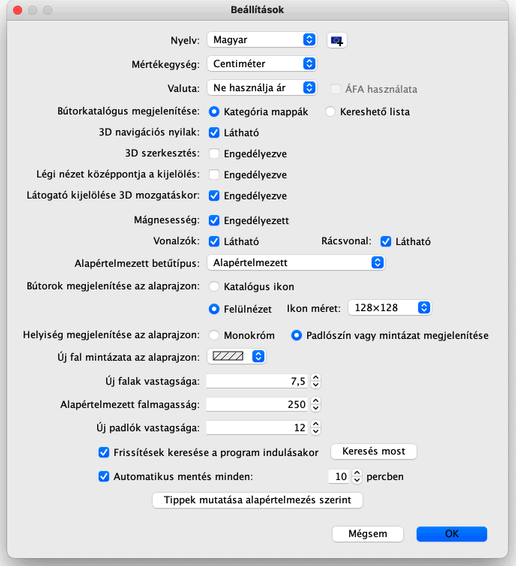 Beállítások
Nyelv: Magyar
Mértékegység: Centiméter
Valuta: Ne használja ár ÁFA használata
Bútorkatalógus megjelenítése: Kategória mappák Kereshető lista
3D navigációs nyilak: Látható
3D szerkesztés: Engedélyezve
Légi nézet középpontja a kijelölés: Engedélyezve
Látogató kijelölése 3D mozgatáskor: Engedélyezve
Mágnesesség: Engedélyezett
Vonalzók: Látható Rácsvonal: Látható
Alapértelmezett betűtípus: Alapértelmezett
Bútorok megjelenítése az alaprajzon: Katalógus ikon
Felülnézet Ikon méret: 128×128
Helyiség megjelenítése az alaprajzon: Monokróm Padlószín vagy mintázat megjelenítése
Új fal mintázata az alaprajzon:
Új falak vastagsága: 7,5
Alapértelmezett falmagasság: 250
Új padlók vastagsága: 12
Frissítések keresése a program indulásakor Keresés most
Automatikus mentés minden: 10 percben
Tippek mutatása alapértelmezés szerint
Mégsem OK